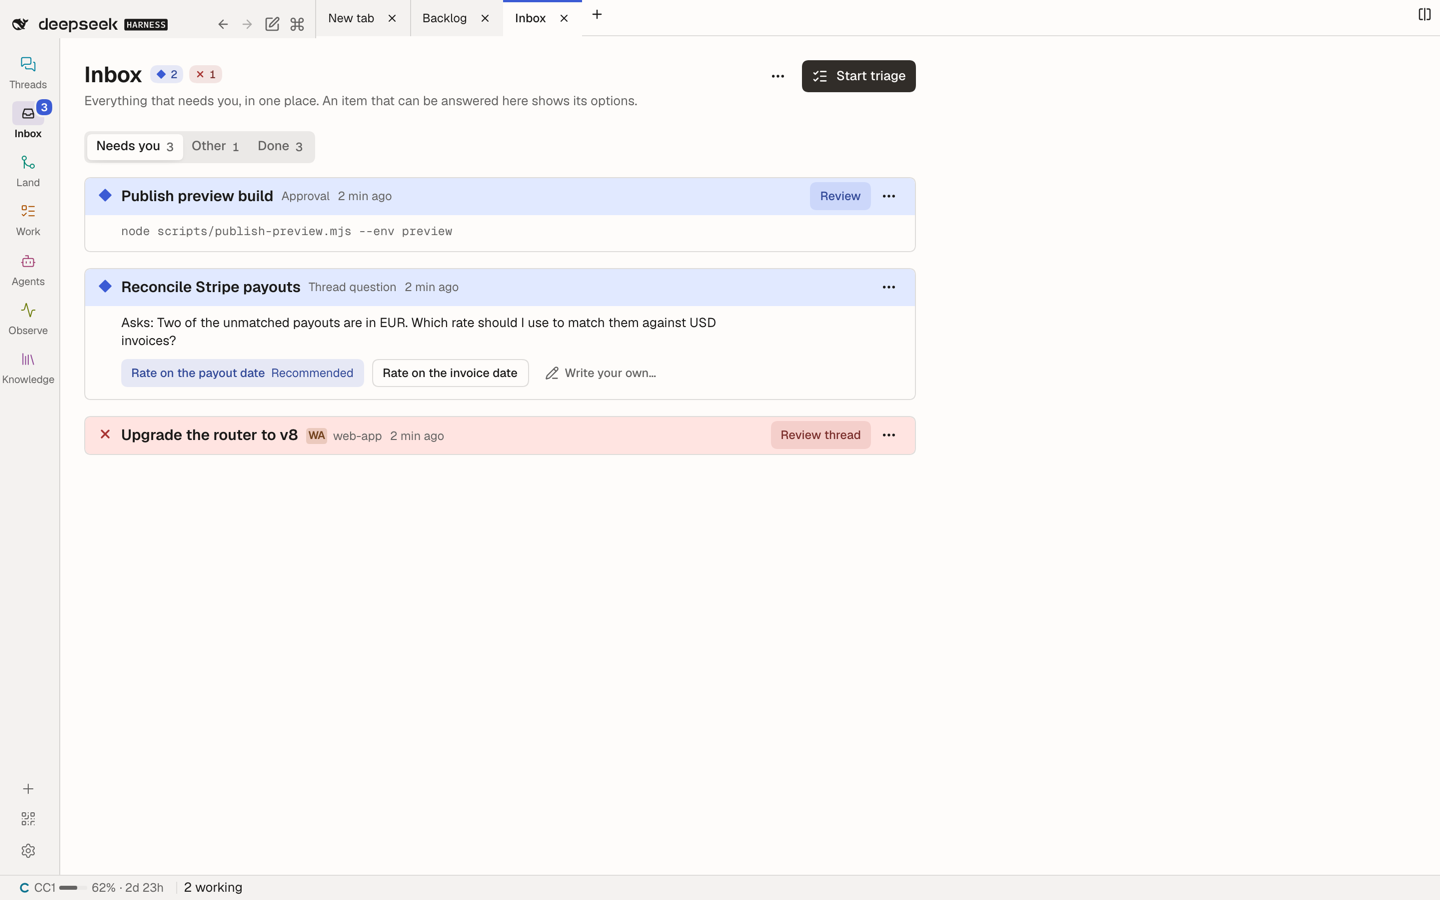 deepseek HARNESS
New tab
Backlog
Inbox
Threads
3
Inbox
Land
Work
Agents
Observe
Knowledge
Inbox 2 1
Start triage
Everything that needs you, in one place. An item that can be answered here shows its options.
Needs you 3 Other 1 Done 3
Publish preview build Approval 2 min ago Review
node scripts/publish-preview.mjs --env preview
Reconcile Stripe payouts Thread question 2 min ago
Asks: Two of the unmatched payouts are in EUR. Which rate should I use to match them against USD
invoices?
Rate on the payout date Recommended Rate on the invoice date Write your own...
Upgrade the router to v8 WA web-app 2 min ago Review thread
CC1 62% · 2d 23h 2 working